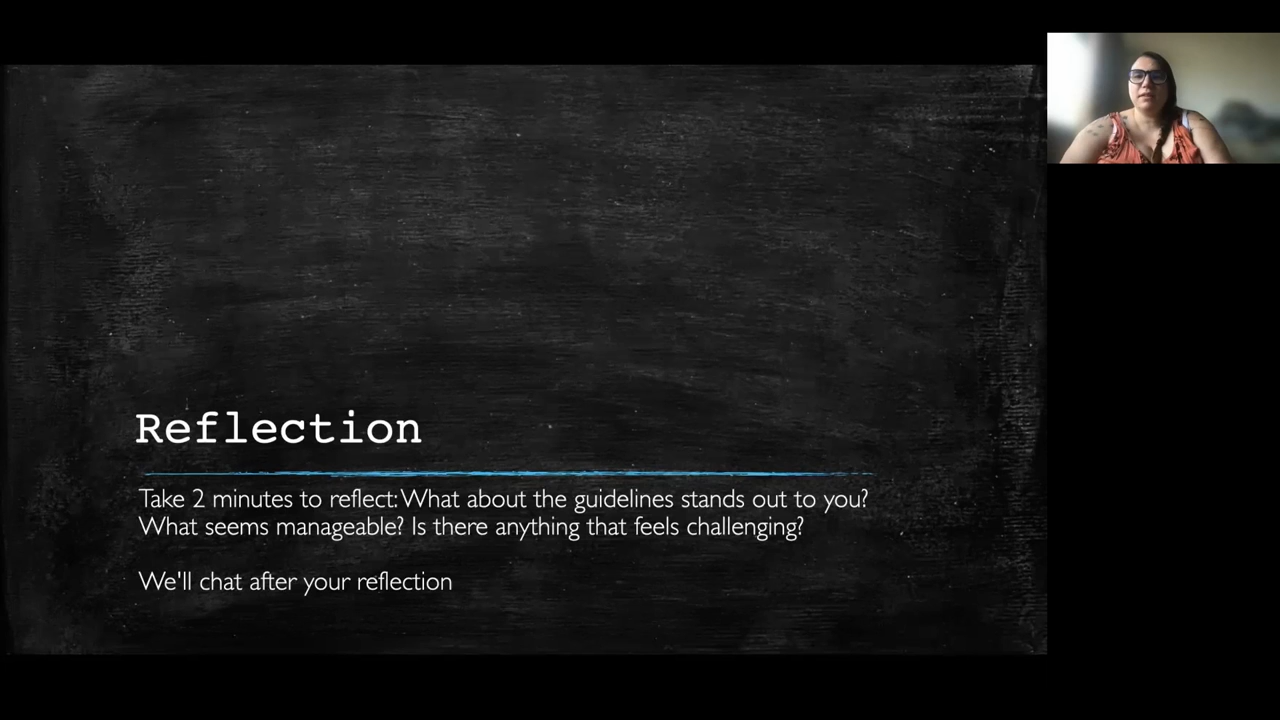 Reflection
Take 2 minutes to reflect: What about the guidelines stands out to you?
What seems manageable? Is there anything that feels challenging?
We'll chat after your reflection